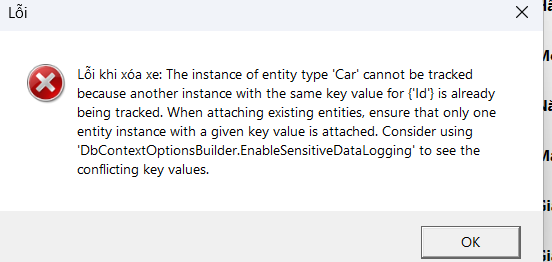 Lỗi
Lỗi khi xóa xe: The instance of entity type 'Car' cannot be tracked
because another instance with the same key value for {'Id'} is already
being tracked. When attaching existing entities, ensure that only one
entity instance with a given key value is attached. Consider using
'DbContextOptionsBuilder.EnableSensitiveDataLogging' to see the
conflicting key values.
OK